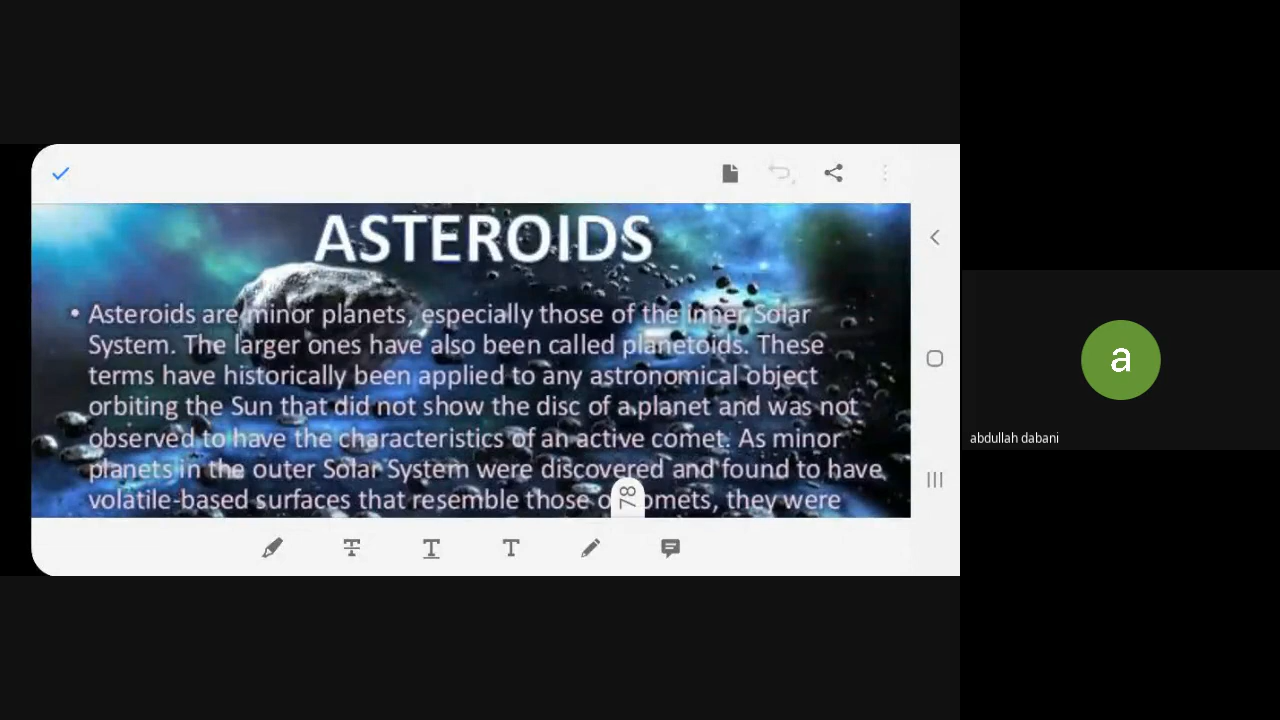 ASTEROIDS
• Asteroids are minor planets, especially those of the inner Solar
System. The larger ones have also been called planetoids. These
terms have historically been applied to any astronomical object
orbiting the Sun that did not show the disc of a planet and was not
observed to have the characteristics of an active comet. As minor
planets in the outer Solar System were discovered and found to have
volatile-based surfaces that resemble those of comets, they were
78
a
abdullah dabani